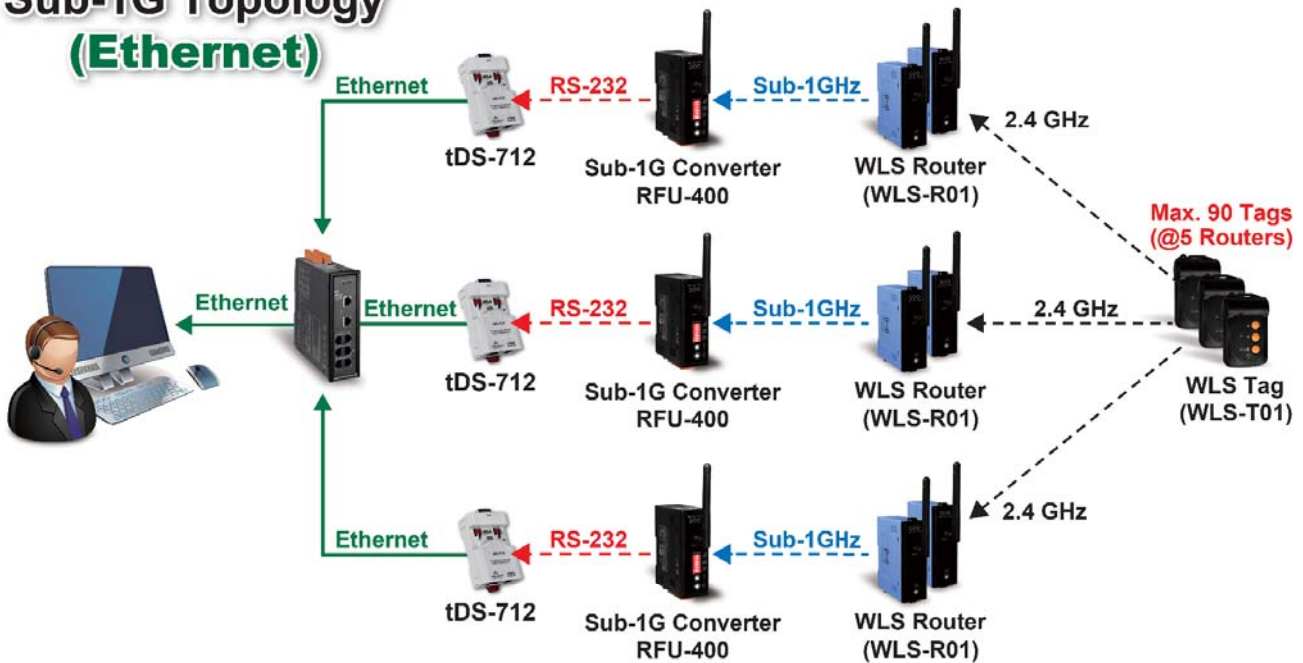 Sub-1G Topology
(Ethernet)
Ethernet
RS-232
Sub-1GHz
2.4 GHz
tDS-712
Sub-1G Converter
RFU-400
WLS Router
(WLS-R01)
Max. 90 Tags
(@5 Routers)
Ethernet
Ethernet
RS-232
Sub-1GHz
2.4 GHz
tDS-712
Sub-1G Converter
RFU-400
WLS Router
(WLS-R01)
WLS Tag
(WLS-T01)
Ethernet
RS-232
Sub-1GHz
2.4 GHz
tDS-712
Sub-1G Converter
RFU-400
WLS Router
(WLS-R01)